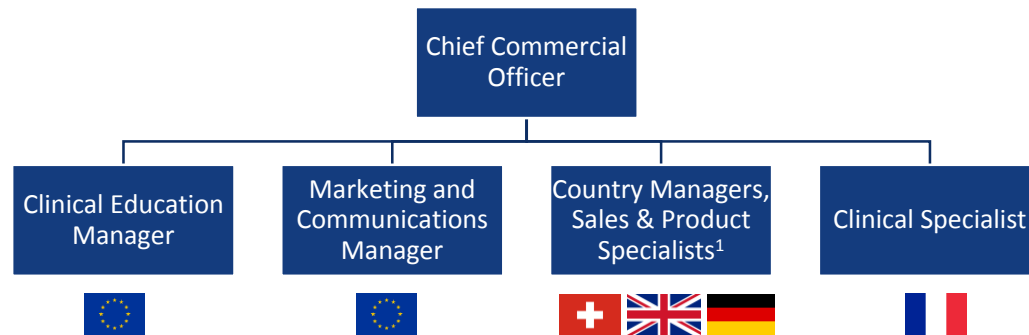 Chief Commercial
Officer
Clinical Education
Manager
Marketing and
Communications
Manager
Country Managers,
Sales & Product
Specialists¹
Clinical Specialist